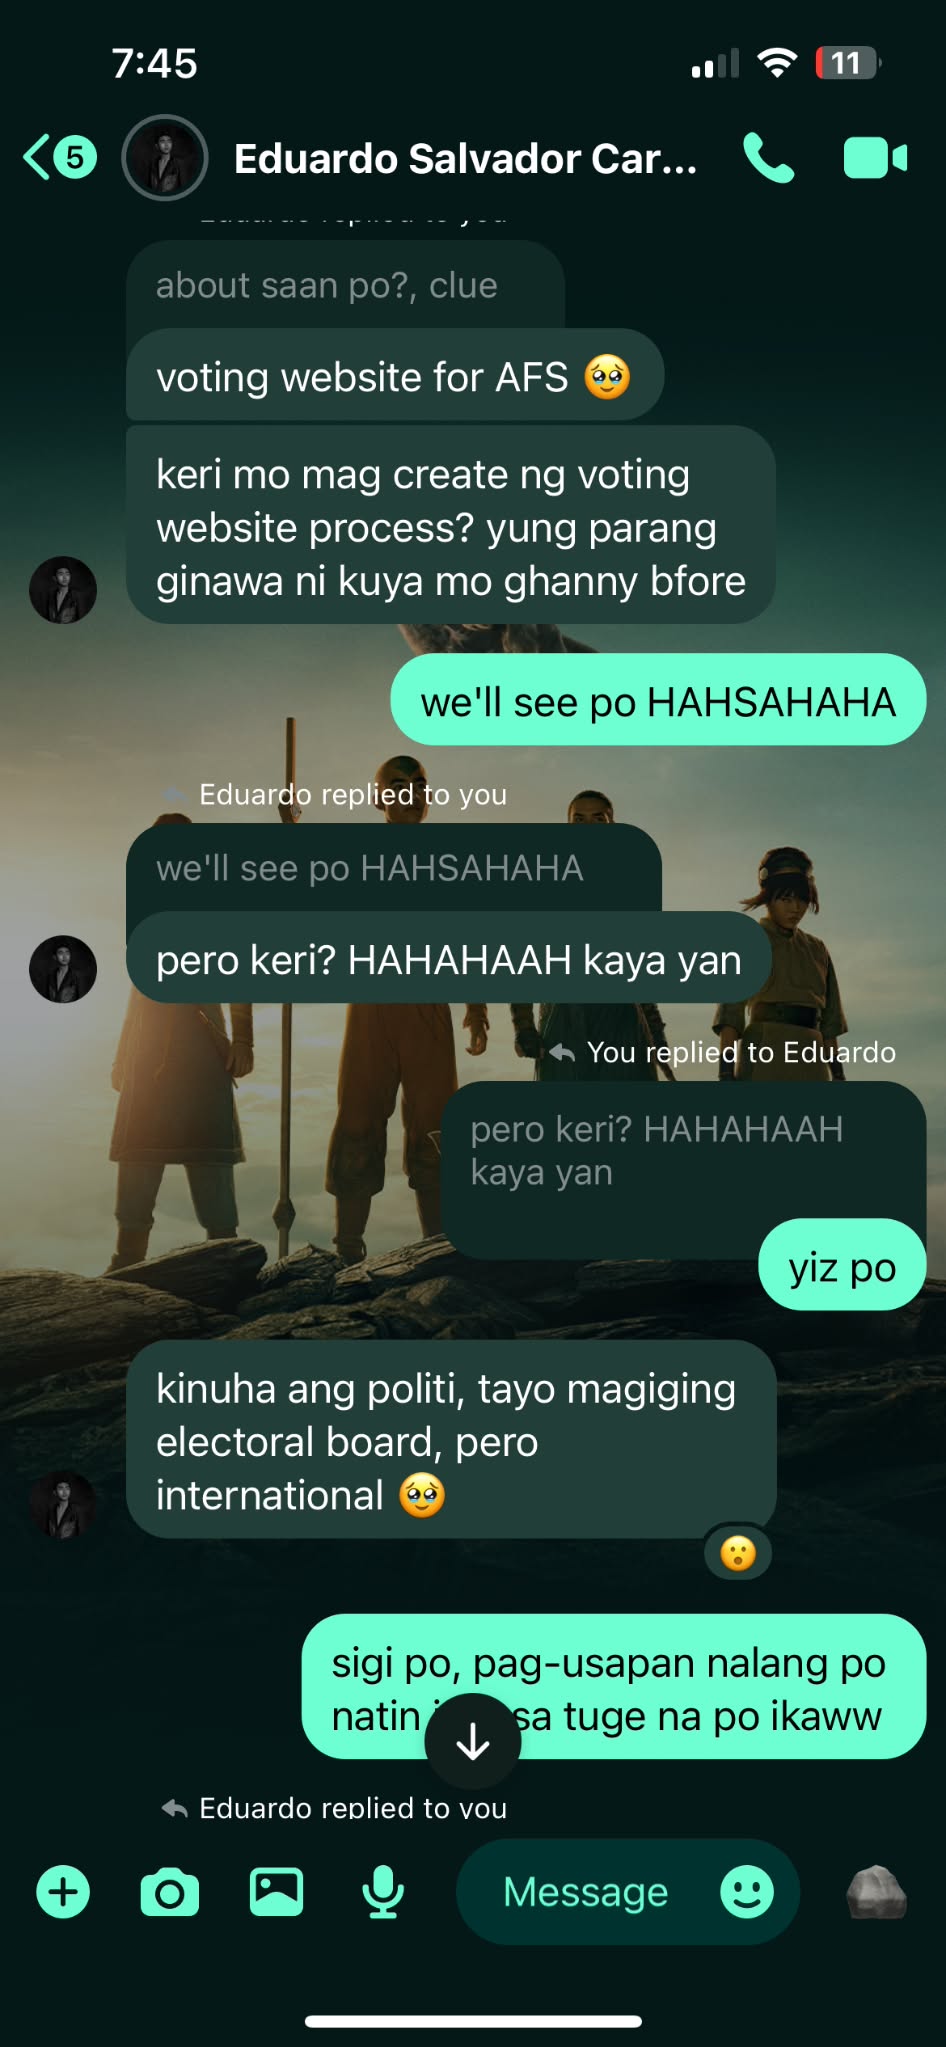 7:45
11
5
Eduardo Salvador Car...
Eduardo replied to you
about saan po?, clue
voting website for AFS 🥹
keri mo mag create ng voting
website process? yung parang
ginawa ni kuya mo ghanny bfore
we'll see po HAHSAHAHA
Eduardo replied to you
we'll see po HAHSAHAHA
pero keri? HAHAHAAH kaya yan
You replied to Eduardo
pero keri? HAHAHAAH
kaya yan
yiz po
kinuha ang politi, tayo magiging
electoral board, pero
international 🥹
😮
sigi po, pag-usapan nalang po
natin sa tuge na po ikaww
Eduardo replied to you
Message